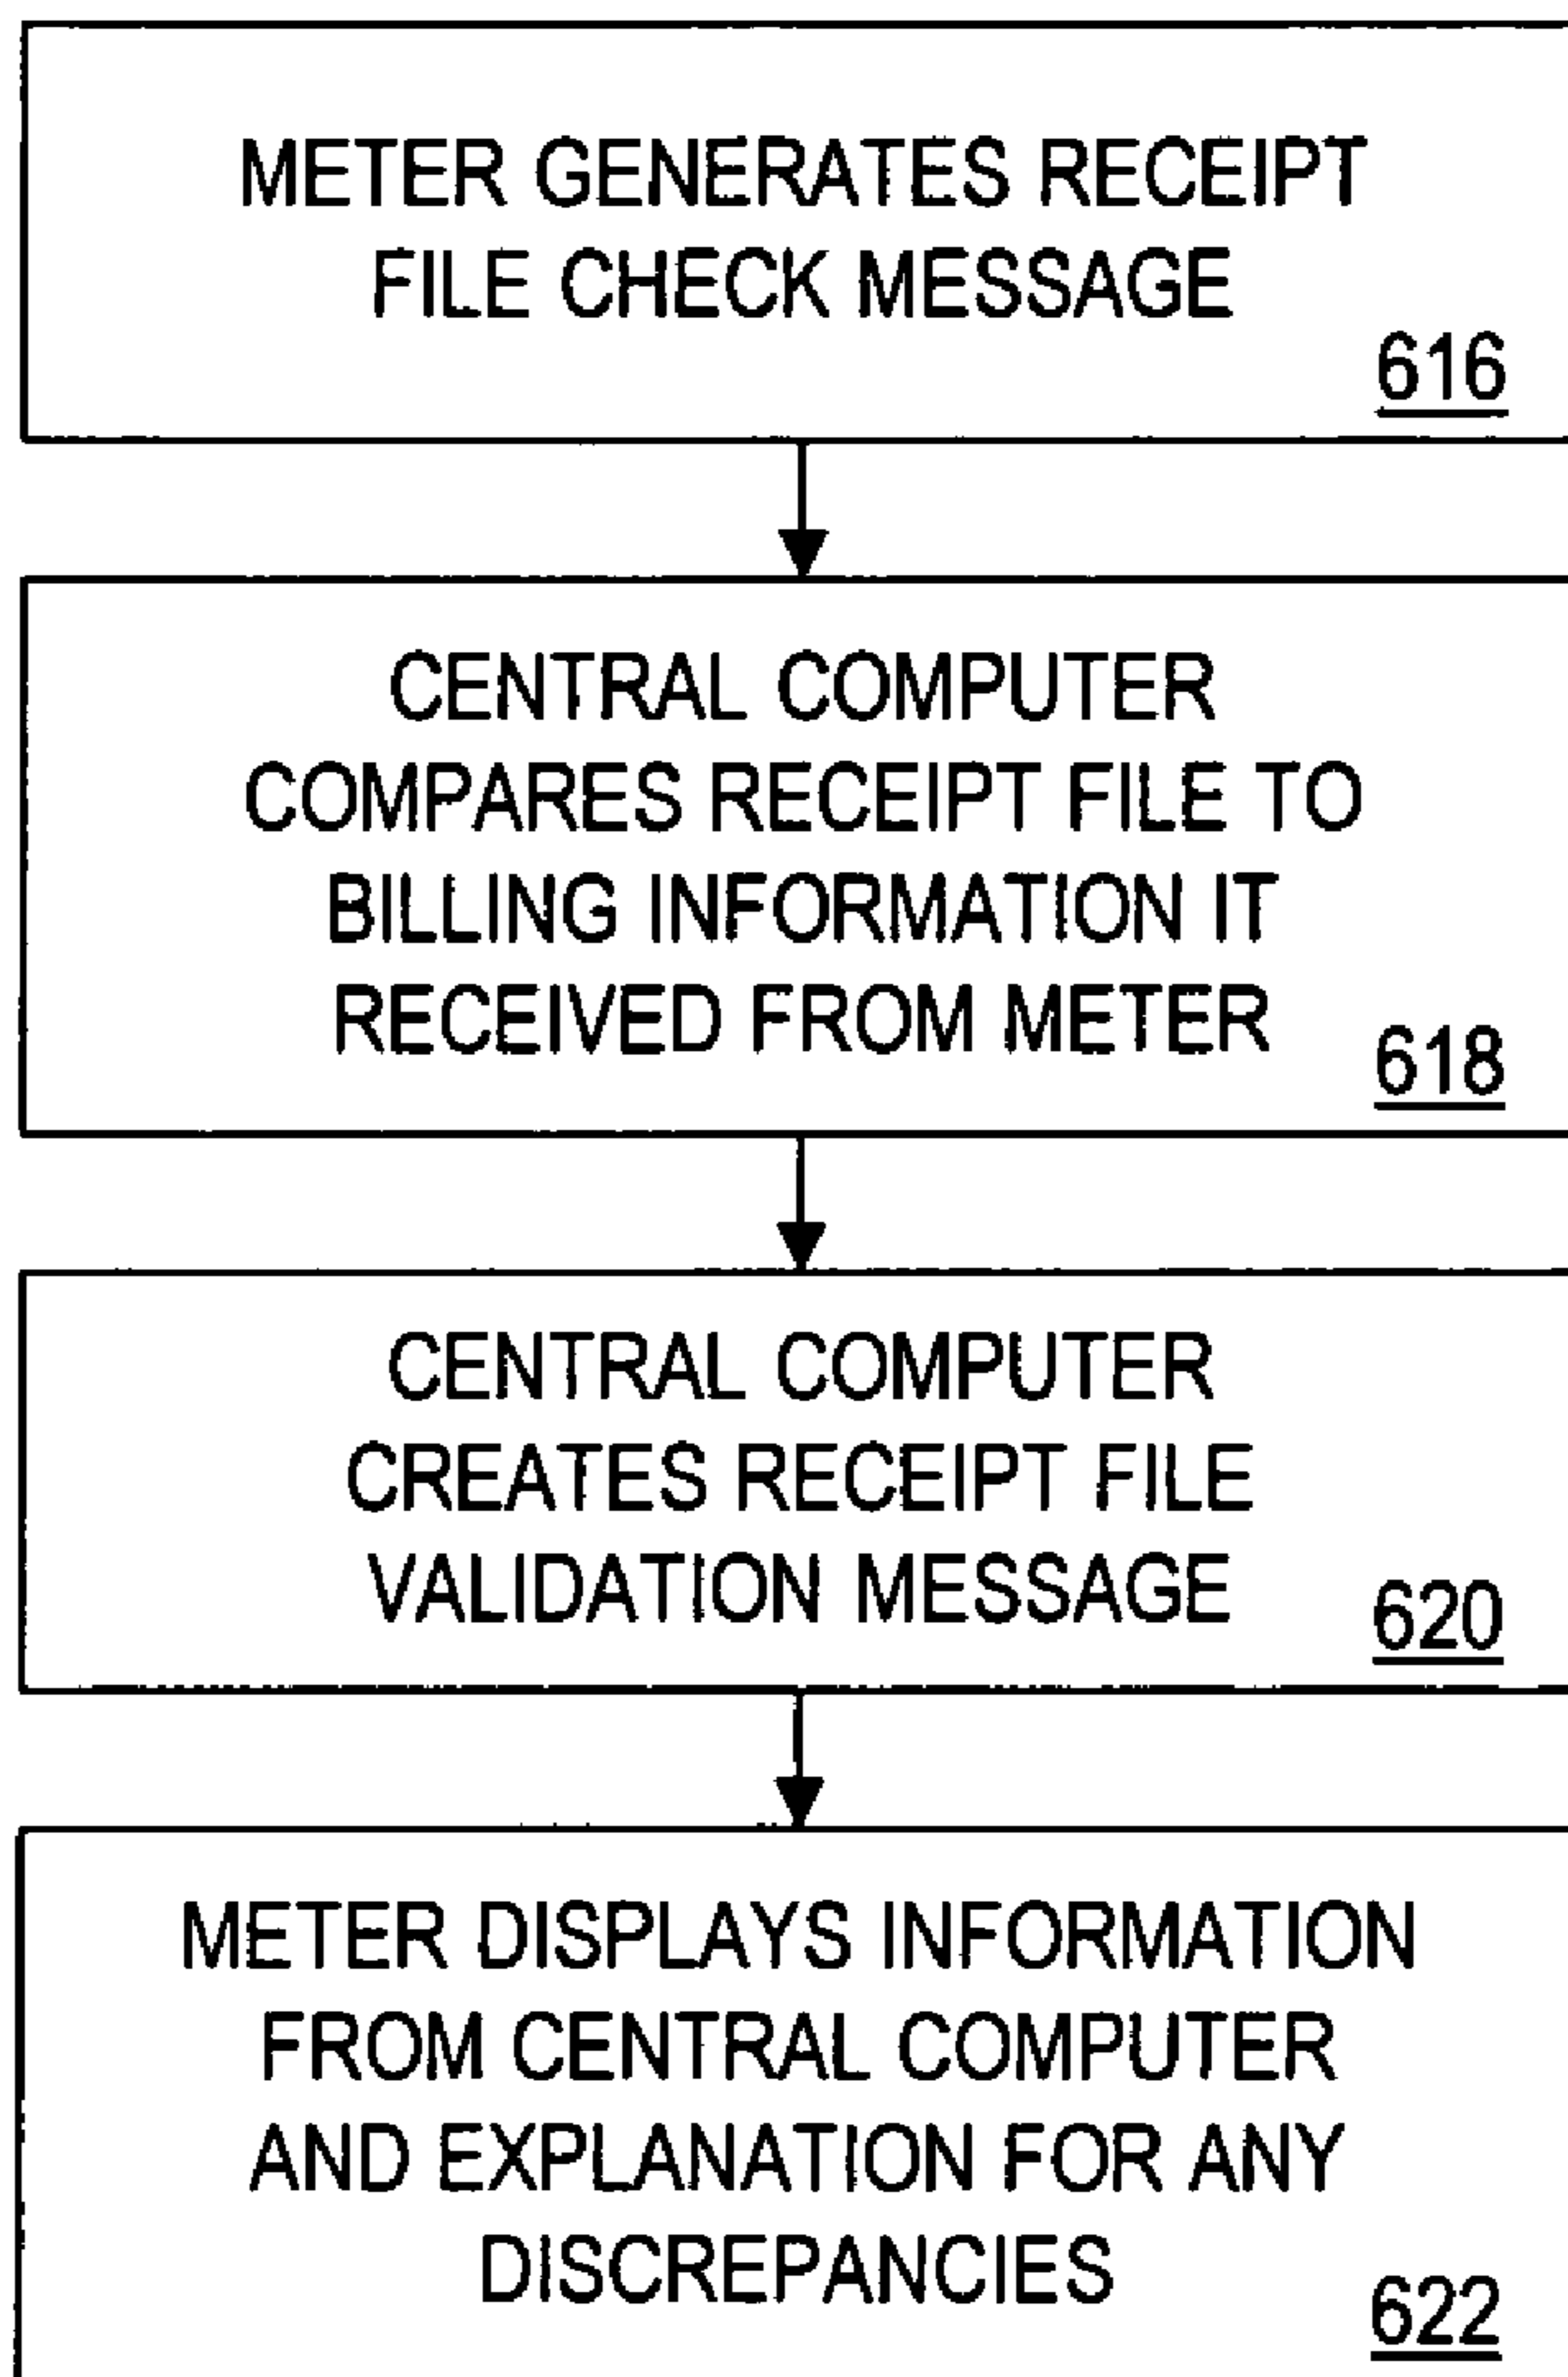 METER GENERATES RECEIPT
FILE CHECK MESSAGE
616
CENTRAL COMPUTER
COMPARES RECEIPT FILE TO
BILLING INFORMATION IT
RECEIVED FROM METER
618
CENTRAL COMPUTER
CREATES RECEIPT FILE
VALIDATION MESSAGE
620
METER DISPLAYS INFORMATION
FROM CENTRAL COMPUTER
AND EXPLANATION FOR ANY
DISCREPANCIES
622